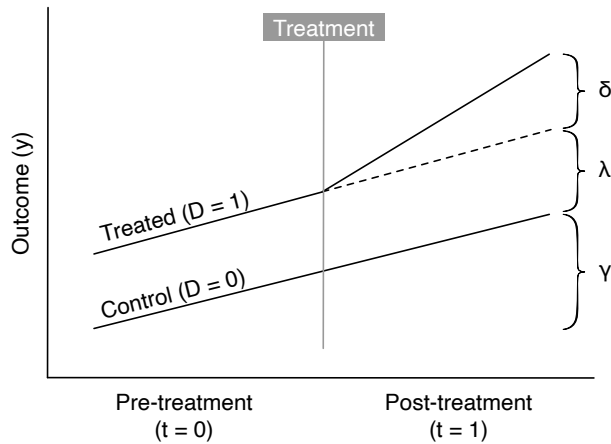 Treatment
Outcome (y)
Treated (D = 1)
Control (D = 0)
δ
λ
γ
Pre-treatment
(t = 0)
Post-treatment
(t = 1)